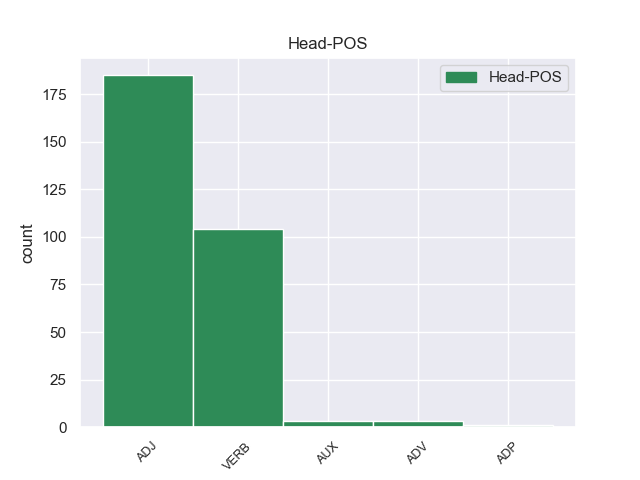 Head-POS
Head-POS
175
150
125
100
75
50
25
0
count
ADJ
VERB
AUX
ADV
ADP